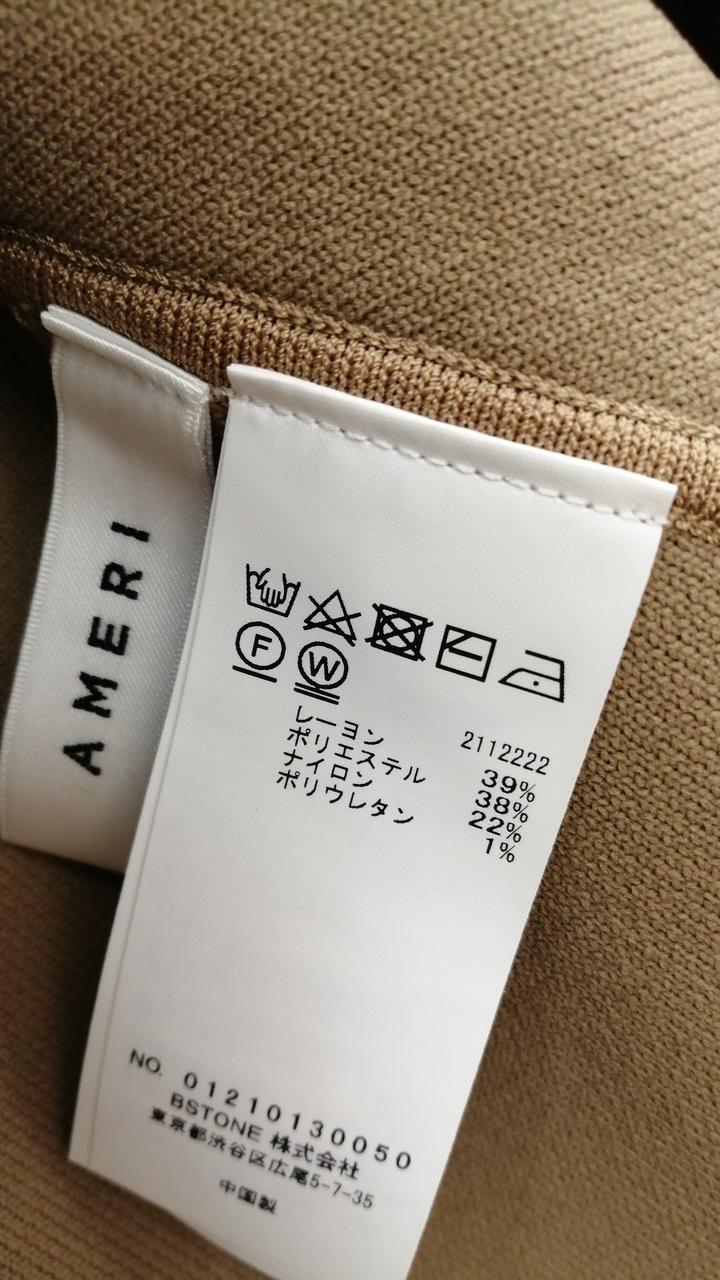 AMERI
F W
2112222
レーヨン 39%
ポリエステル 38%
ナイロン 22%
ポリウレタン 1%
NO. 01210130050
BSTONE 株式会社
東京都渋谷区広尾5-7-35
中国製